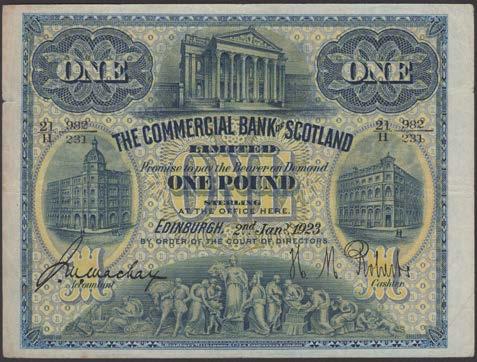 ONE ONE
21/H 982/231 21/H 982/231
THE COMMERCIAL BANK OF SCOTLAND
LIMITED
Promise to pay the Bearer on Demand
ONE POUND
STERLING
AT THE OFFICE HERE.
EDINBURGH, 2nd Jany 1923
BY ORDER OF THE COURT OF DIRECTORS
H
Accountant Cashier